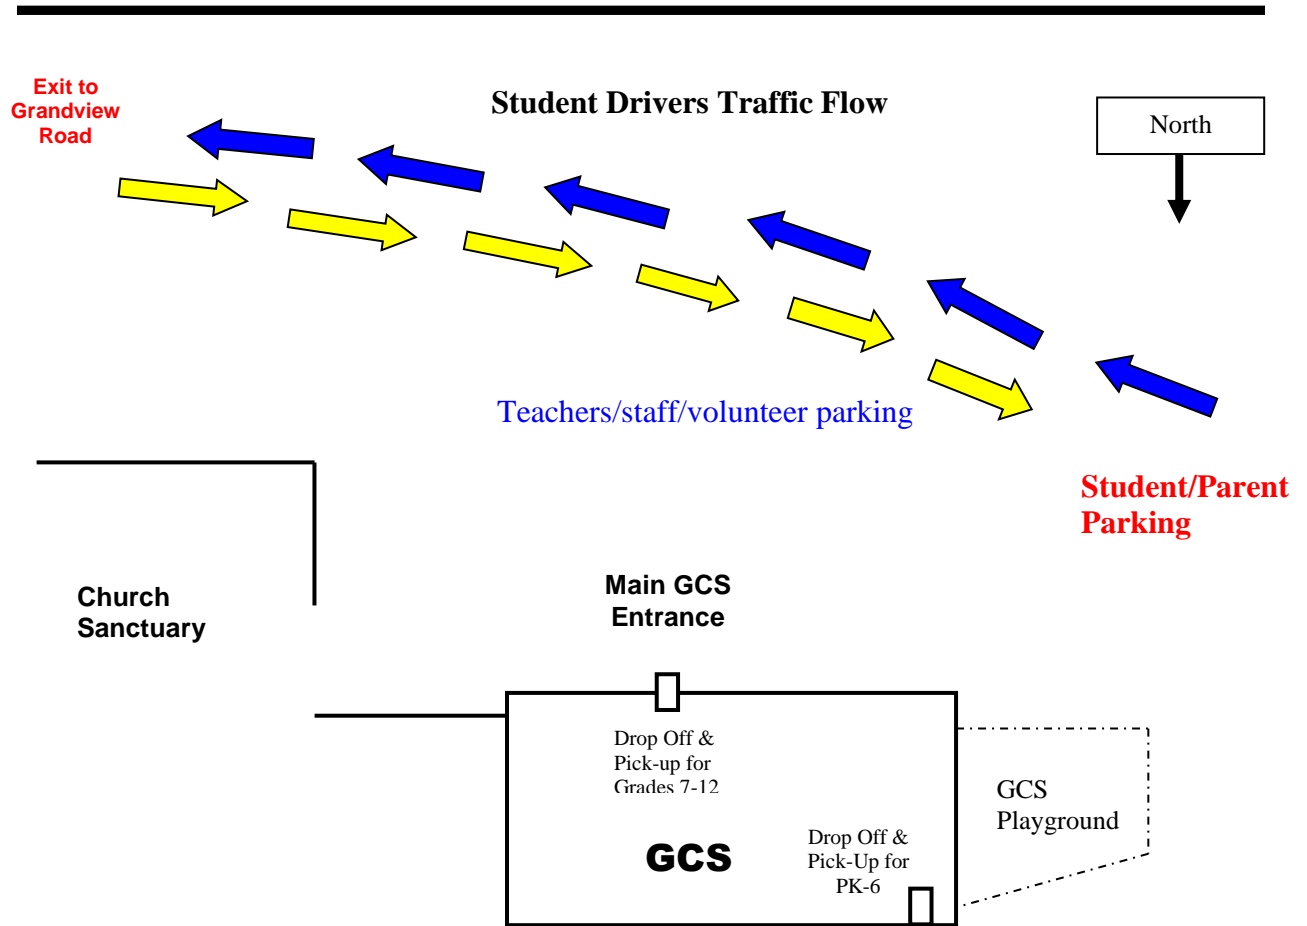 Exit to
Grandview
Road
Student Drivers Traffic Flow
North
Teachers/staff/volunteer parking
Student/Parent
Parking
Church
Sanctuary
Main GCS
Entrance
Drop Off &
Pick-up for
Grades 7-12
GCS
Playground
GCS
Drop Off &
Pick-Up for
PK-6